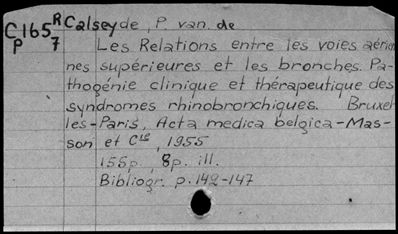 C165 R Calseyde, P. van. de
P 7 Les Relations entre les voies aérien
nes supérieures et les bronches. Pa-
thogénie clinique et thérapeutique des
syndromes rhinobronchiques. Bruxel
les-Paris, Acta medica belgica-Mas-
son et Cie, 1955
155p., 8p. ill.
Bibliogr. p.142-147